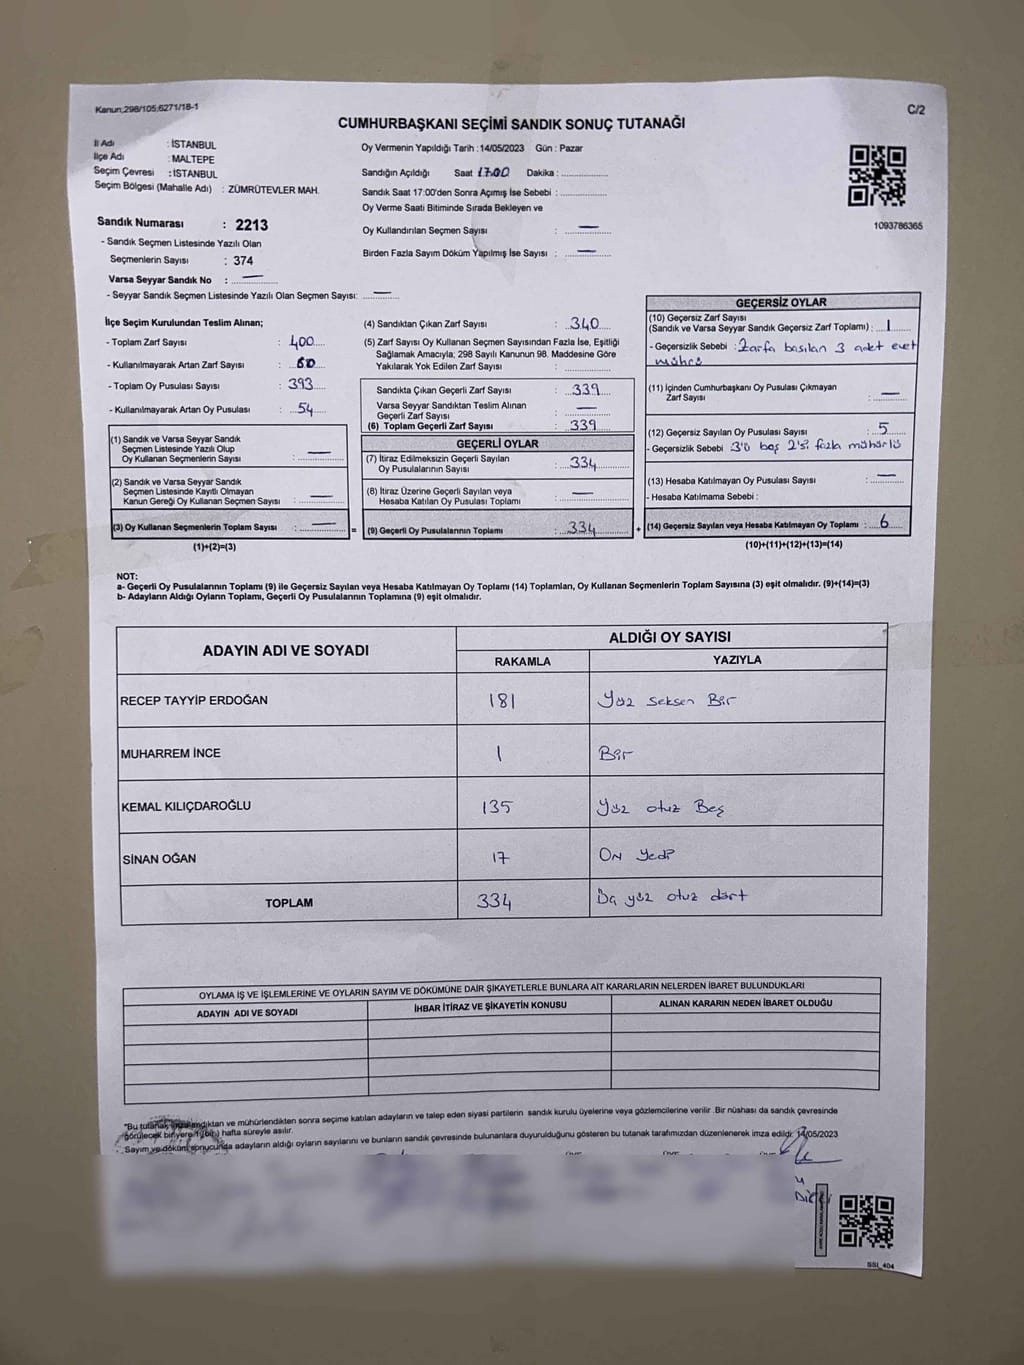 Kanun:298/105;6271/18-1
C/2
CUMHURBAŞKANI SEÇİMİ SANDIK SONUÇ TUTANAĞI
İl Adı : İSTANBUL
İlçe Adı : MALTEPE
Seçim Çevresi : İSTANBUL
Seçim Bölgesi (Mahalle Adı) : ZÜMRÜTEVLER MAH.
Sandık Numarası : 2213
- Sandık Seçmen Listesinde Yazılı Olan
Seçmenlerin Sayısı : 374
Varsa Seyyar Sandık No : —
- Seyyar Sandık Seçmen Listesinde Yazılı Olan Seçmen Sayısı: —
Oy Vermenin Yapıldığı Tarih : 14/05/2023 Gün : Pazar
Sandığın Açıldığı Saat 17.00 Dakika :
Sandık Saat 17:00'den Sonra Açımış İse Sebebi :
Oy Verme Saati Bitiminde Sırada Bekleyen ve
Oy Kullandırılan Seçmen Sayısı : —
Birden Fazla Sayım Döküm Yapılmış İse Sayısı : —
1093786365
İlçe Seçim Kurulundan Teslim Alınan;
- Toplam Zarf Sayısı : 400
- Kullanılmayarak Artan Zarf Sayısı : 60
- Toplam Oy Pusulası Sayısı : 393
- Kullanılmayarak Artan Oy Pusulası : 54
(1) Sandık ve Varsa Seyyar Sandık
Seçmen Listesinde Yazılı Olup
Oy Kullanan Seçmenlerin Sayısı : —
(2) Sandık ve Varsa Seyyar Sandık
Seçmen Listesinde Kayıtlı Olmayan
Kanun Gereği Oy Kullanan Seçmen Sayısı : —
(3) Oy Kullanan Seçmenlerin Toplam Sayısı : — =
(1)+(2)=(3)
(4) Sandıktan Çıkan Zarf Sayısı : 340
(5) Zarf Sayısı Oy Kullanan Seçmen Sayısından Fazla İse, Eşitliği
Sağlamak Amacıyla; 298 Sayılı Kanunun 98. Maddesine Göre
Yakılarak Yok Edilen Zarf Sayısı :
Sandıkta Çıkan Geçerli Zarf Sayısı : 339
Varsa Seyyar Sandıktan Teslim Alınan
Geçerli Zarf Sayısı : —
(6) Toplam Geçerli Zarf Sayısı : 339
GEÇERLİ OYLAR
(7) İtiraz Edilmeksizin Geçerli Sayılan
Oy Pusulalarının Sayısı : 334
(8) İtiraz Üzerine Geçerli Sayılan veya
Hesaba Katılan Oy Pusulası Toplamı : —
(9) Geçerli Oy Pusulalarının Toplamı : 334 +
GEÇERSİZ OYLAR
(10) Geçersiz Zarf Sayısı
(Sandık ve Varsa Seyyar Sandık Geçersiz Zarf Toplamı) : 1
- Geçersizlik Sebebi : Zarfa basılan 3 adet evet
mührü
(11) İçinden Cumhurbaşkanı Oy Pusulası Çıkmayan
Zarf Sayısı : —
(12) Geçersiz Sayılan Oy Pusulası Sayısı : 5
- Geçersizlik Sebebi : 3'ü boş 2'si fazla mühürlü
(13) Hesaba Katılmayan Oy Pusulası Sayısı : —
- Hesaba Katılmama Sebebi :
(14) Geçersiz Sayılan veya Hesaba Katılmayan Oy Toplamı : 6
(10)+(11)+(12)+(13)=(14)
NOT:
a- Geçerli Oy Pusulalarının Toplamı (9) ile Geçersiz Sayılan veya Hesaba Katılmayan Oy Toplamı (14) Toplamları, Oy Kullanan Seçmenlerin Toplam Sayısına (3) eşit olmalıdır. (9)+(14)=(3)
b- Adayların Aldığı Oyların Toplamı, Geçerli Oy Pusulalarının Toplamına (9) eşit olmalıdır.
ADAYIN ADI VE SOYADI
ALDIĞI OY SAYISI
RAKAMLA YAZIYLA
RECEP TAYYİP ERDOĞAN 181 Yüz Seksen Bir
MUHARREM İNCE 1 Bir
KEMAL KILIÇDAROĞLU 135 Yüz otuz Beş
SİNAN OĞAN 17 On Yedi
TOPLAM 334 Üç yüz otuz dört
OYLAMA İŞ VE İŞLEMLERİNE VE OYLARIN SAYIM VE DÖKÜMÜNE DAİR ŞİKAYETLERLE BUNLARA AİT KARARLARIN NELERDEN İBARET BULUNDUKLARI
ADAYIN ADI VE SOYADI İHBAR İTİRAZ VE ŞİKAYETİN KONUSU ALINAN KARARIN NEDEN İBARET OLDUĞU
"Bu tutanak imzalandıktan ve mühürlendikten sonra seçime katılan adayların ve talep eden siyasi partilerin sandık kurulu üyelerine veya gözlemcilerine verilir. Bir nüshası da sandık çevresinde
görülecek bir yere 1 (bir) hafta süreyle asılır.
Sayım ve döküm sonucunda adayların aldığı oyların sayılarını ve bunların sandık çevresinde bulunanlara duyurulduğunu gösteren bu tutanak tarafımızdan düzenlenerek imza edildi. 14/05/2023
SSI_404